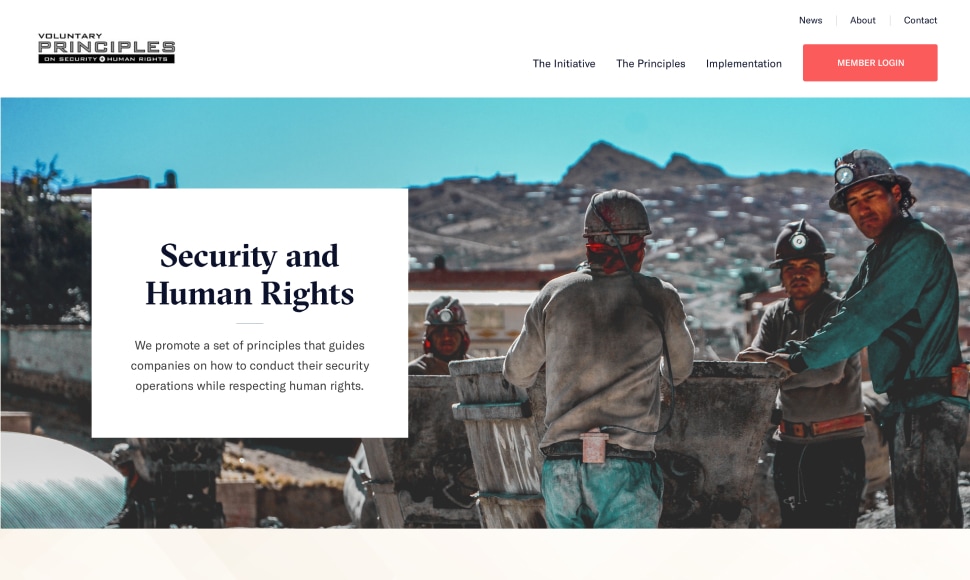 VOLUNTARY
PRINCIPLES
ON SECURITY HUMAN RIGHTS
News
About
Contact
The Initiative
The Principles
Implementation
MEMBER LOGIN
Security and
Human Rights
We promote a set of principles that guides
companies on how to conduct their security
operations while respecting human rights.